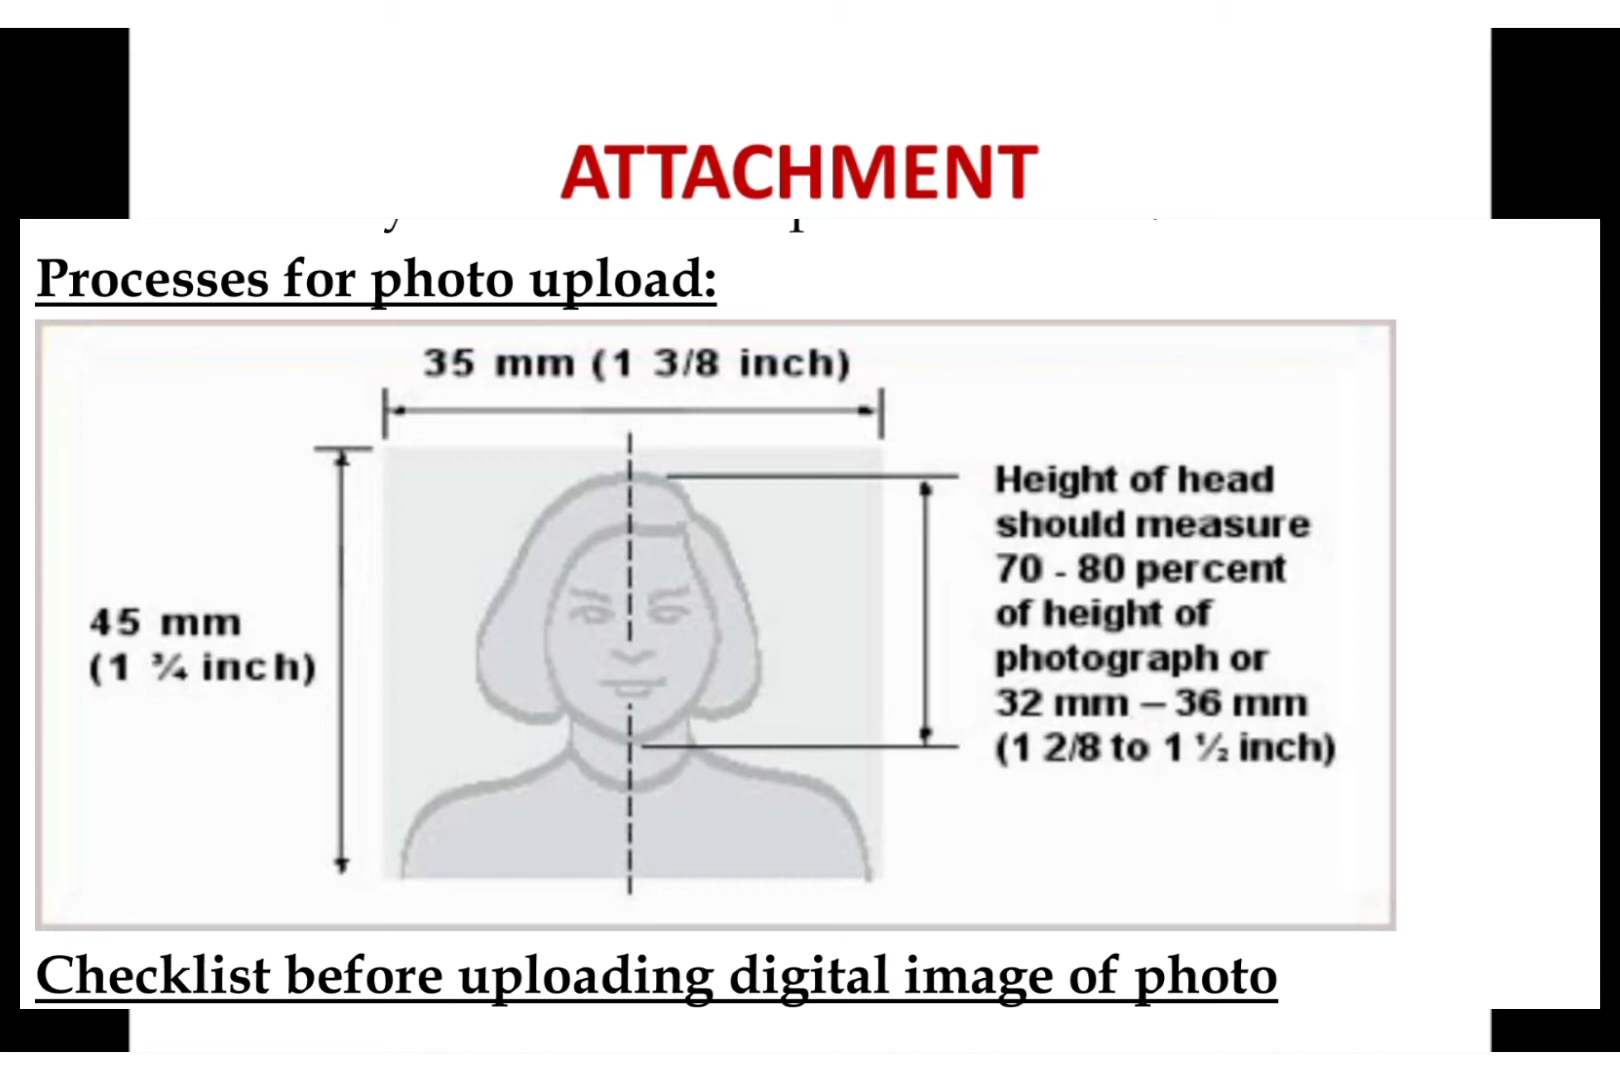 ATTACHMENT
Processes for photo upload:
35 mm (1 3/8 inch)
45 mm
(1 ¾ inch)
Height of head
should measure
70 - 80 percent
of height of
photograph or
32 mm – 36 mm
(1 2/8 to 1 ½ inch)
Checklist before uploading digital image of photo